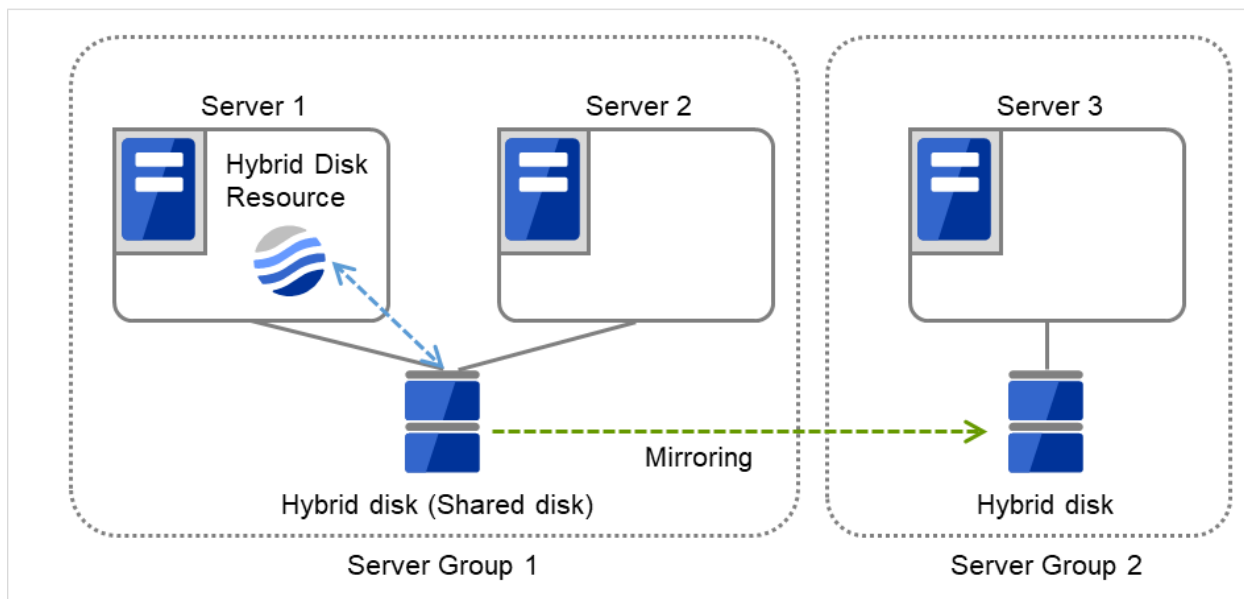 Server 1
Server 2
Server 3
Hybrid Disk
Resource
Mirroring
Hybrid disk (Shared disk)
Hybrid disk
Server Group 1
Server Group 2